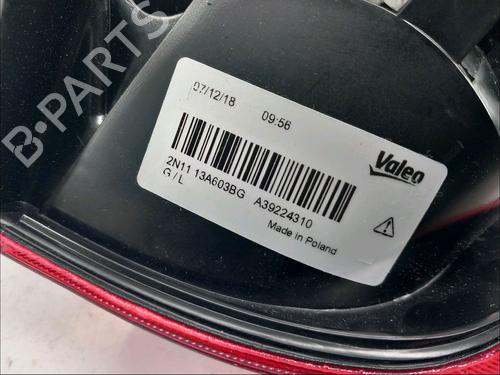 B-PARTS
07/12/18 09:56
Valeo
2N11 13A603BG A39224310
G / L
Made in Poland